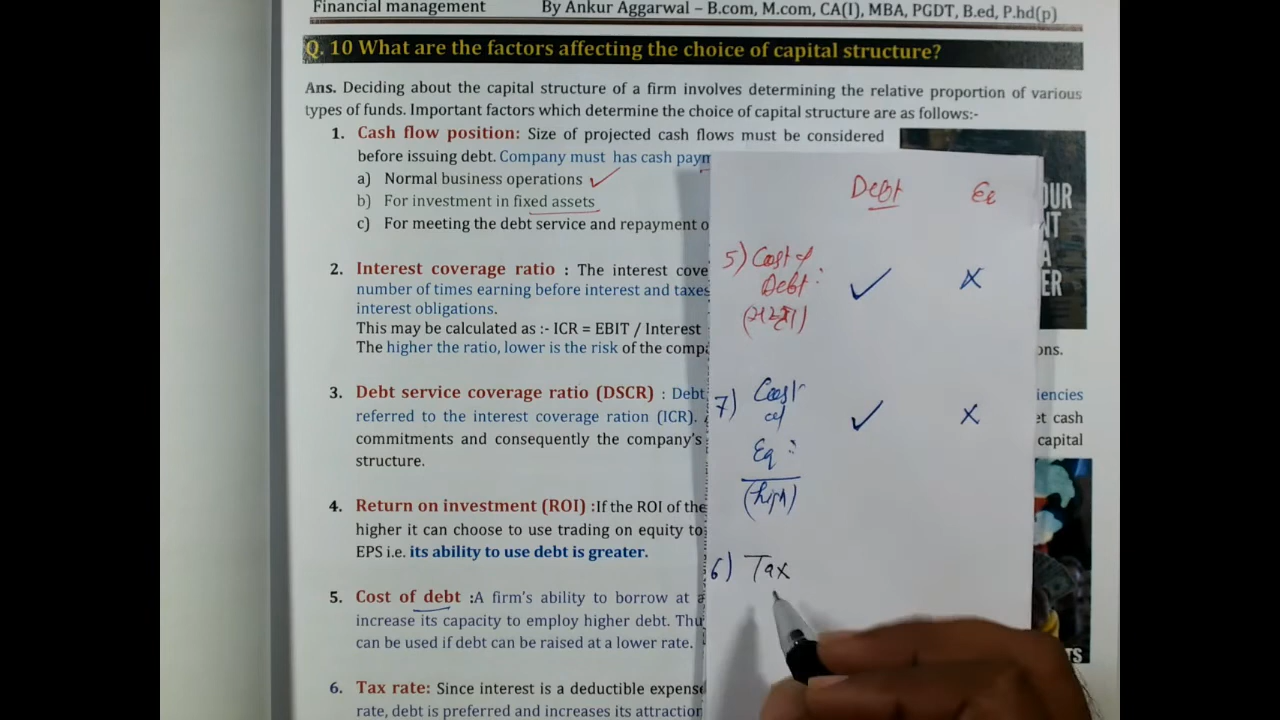 Financial management By Ankur Aggarwal – B.com, M.com, CA(I), MBA, PGDT, B.ed, P.hd(p)
Q. 10 What are the factors affecting the choice of capital structure?
Ans. Deciding about the capital structure of a firm involves determining the relative proportion of various
types of funds. Important factors which determine the choice of capital structure are as follows:-
1. Cash flow position: Size of projected cash flows must be considered
before issuing debt. Company must has cash paym
a) Normal business operations
b) For investment in fixed assets
c) For meeting the debt service and repayment o
2. Interest coverage ratio : The interest cove
number of times earning before interest and taxes
interest obligations.
This may be calculated as :- ICR = EBIT / Interest
The higher the ratio, lower is the risk of the compa
3. Debt service coverage ratio (DSCR) : Debt
referred to the interest coverage ration (ICR).
commitments and consequently the company's
structure.
4. Return on investment (ROI) :If the ROI of the
higher it can choose to use trading on equity to
EPS i.e. its ability to use debt is greater.
5. Cost of debt :A firm's ability to borrow at a
increase its capacity to employ higher debt. Thu
can be used if debt can be raised at a lower rate.
6. Tax rate: Since interest is a deductible expense
rate, debt is preferred and increases its attraction
Debt Ee
5) Cost of
Debt :
7) Cost
of
Eq :
(high)
6) Tax
OUR
NT
A
ER
ons.
iencies
et cash
capital
TS